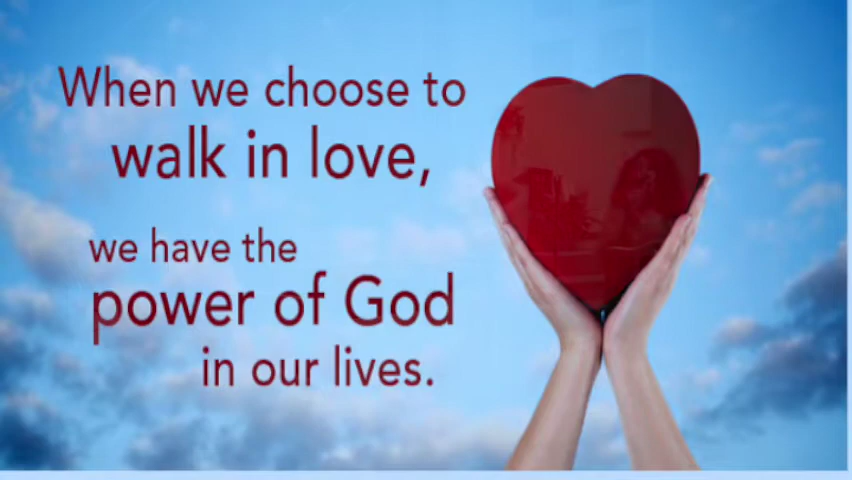 When we choose to
walk in love,
we have the
power of God
in our lives.